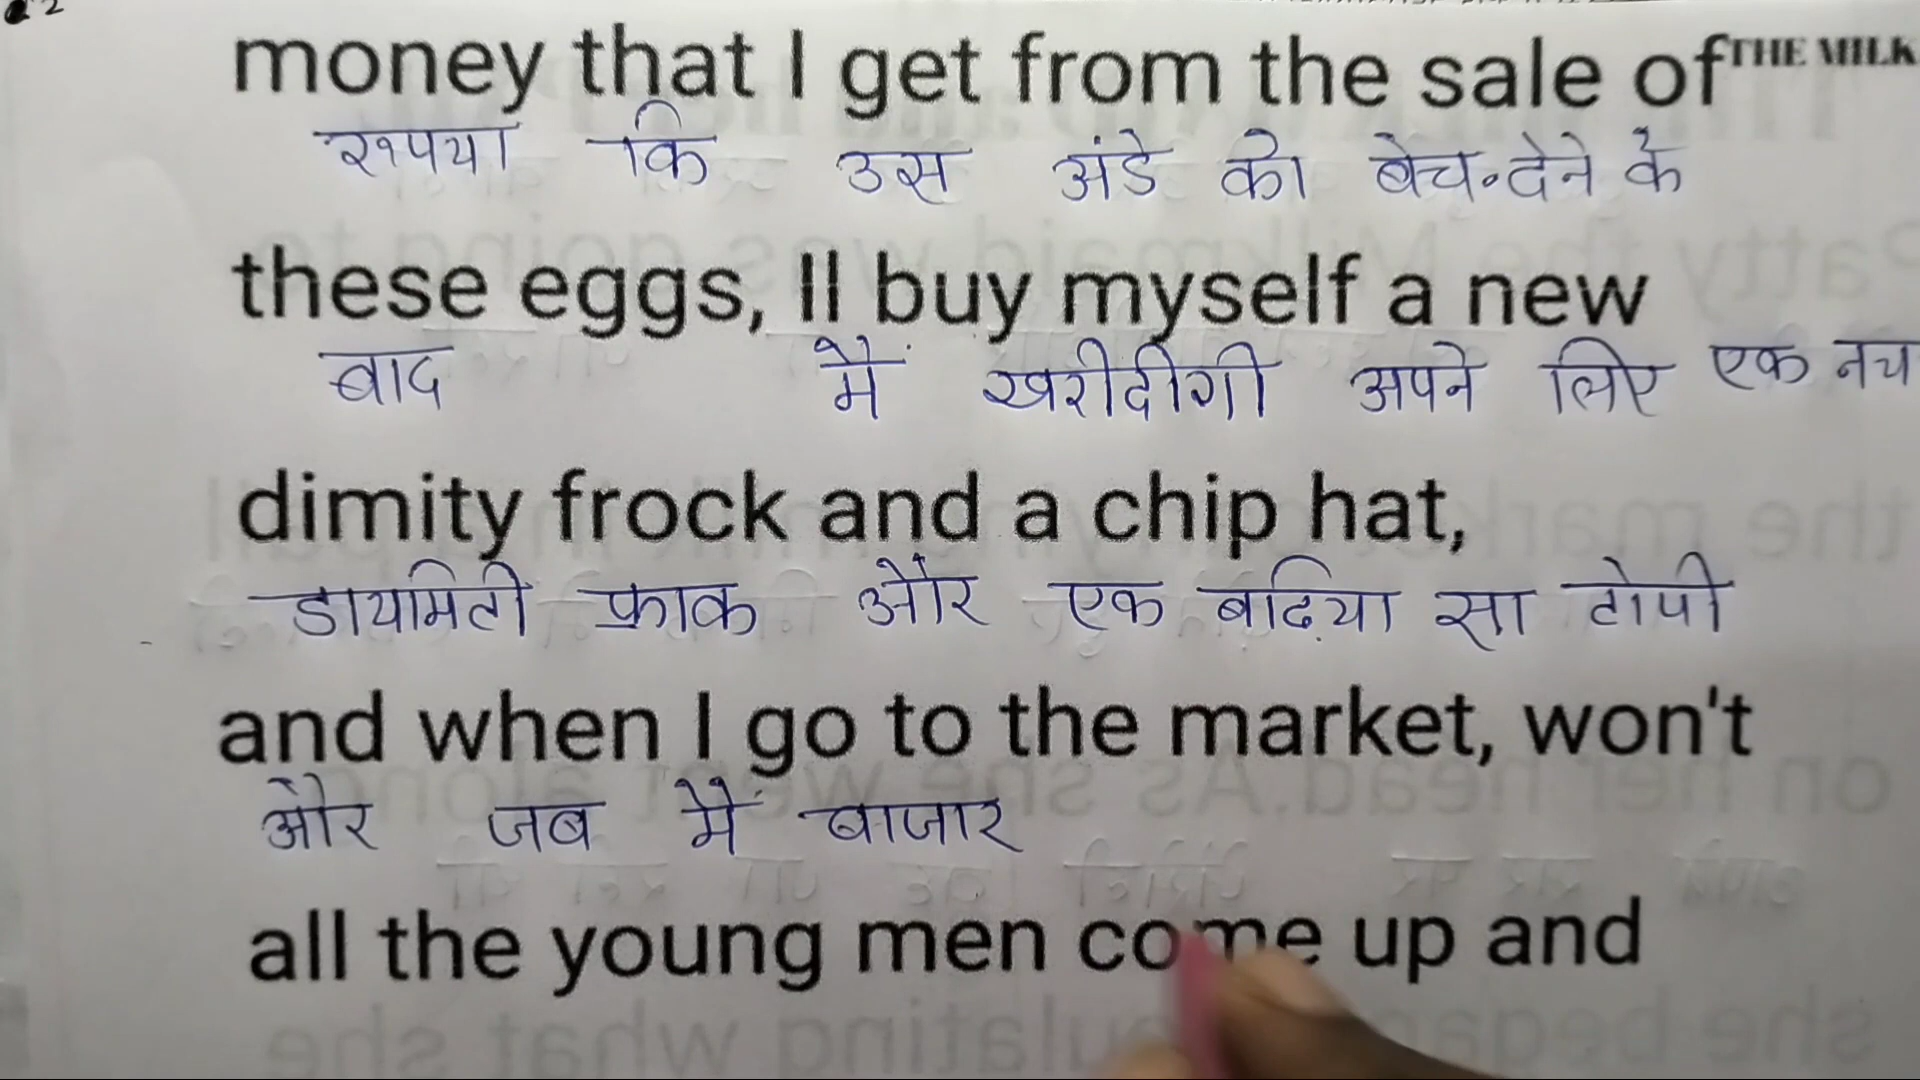 money that I get from the sale of THE MILK
रुपया कि उस अंडे को बेच देने के
these eggs, ll buy myself a new
बाद मैं खरीदीगी अपने लिए एक नय
dimity frock and a chip hat,
डायमिटी फ्राक और एक बढ़िया सा टोपी
and when I go to the market, won't
और जब मैं बाजार
all the young men come up and